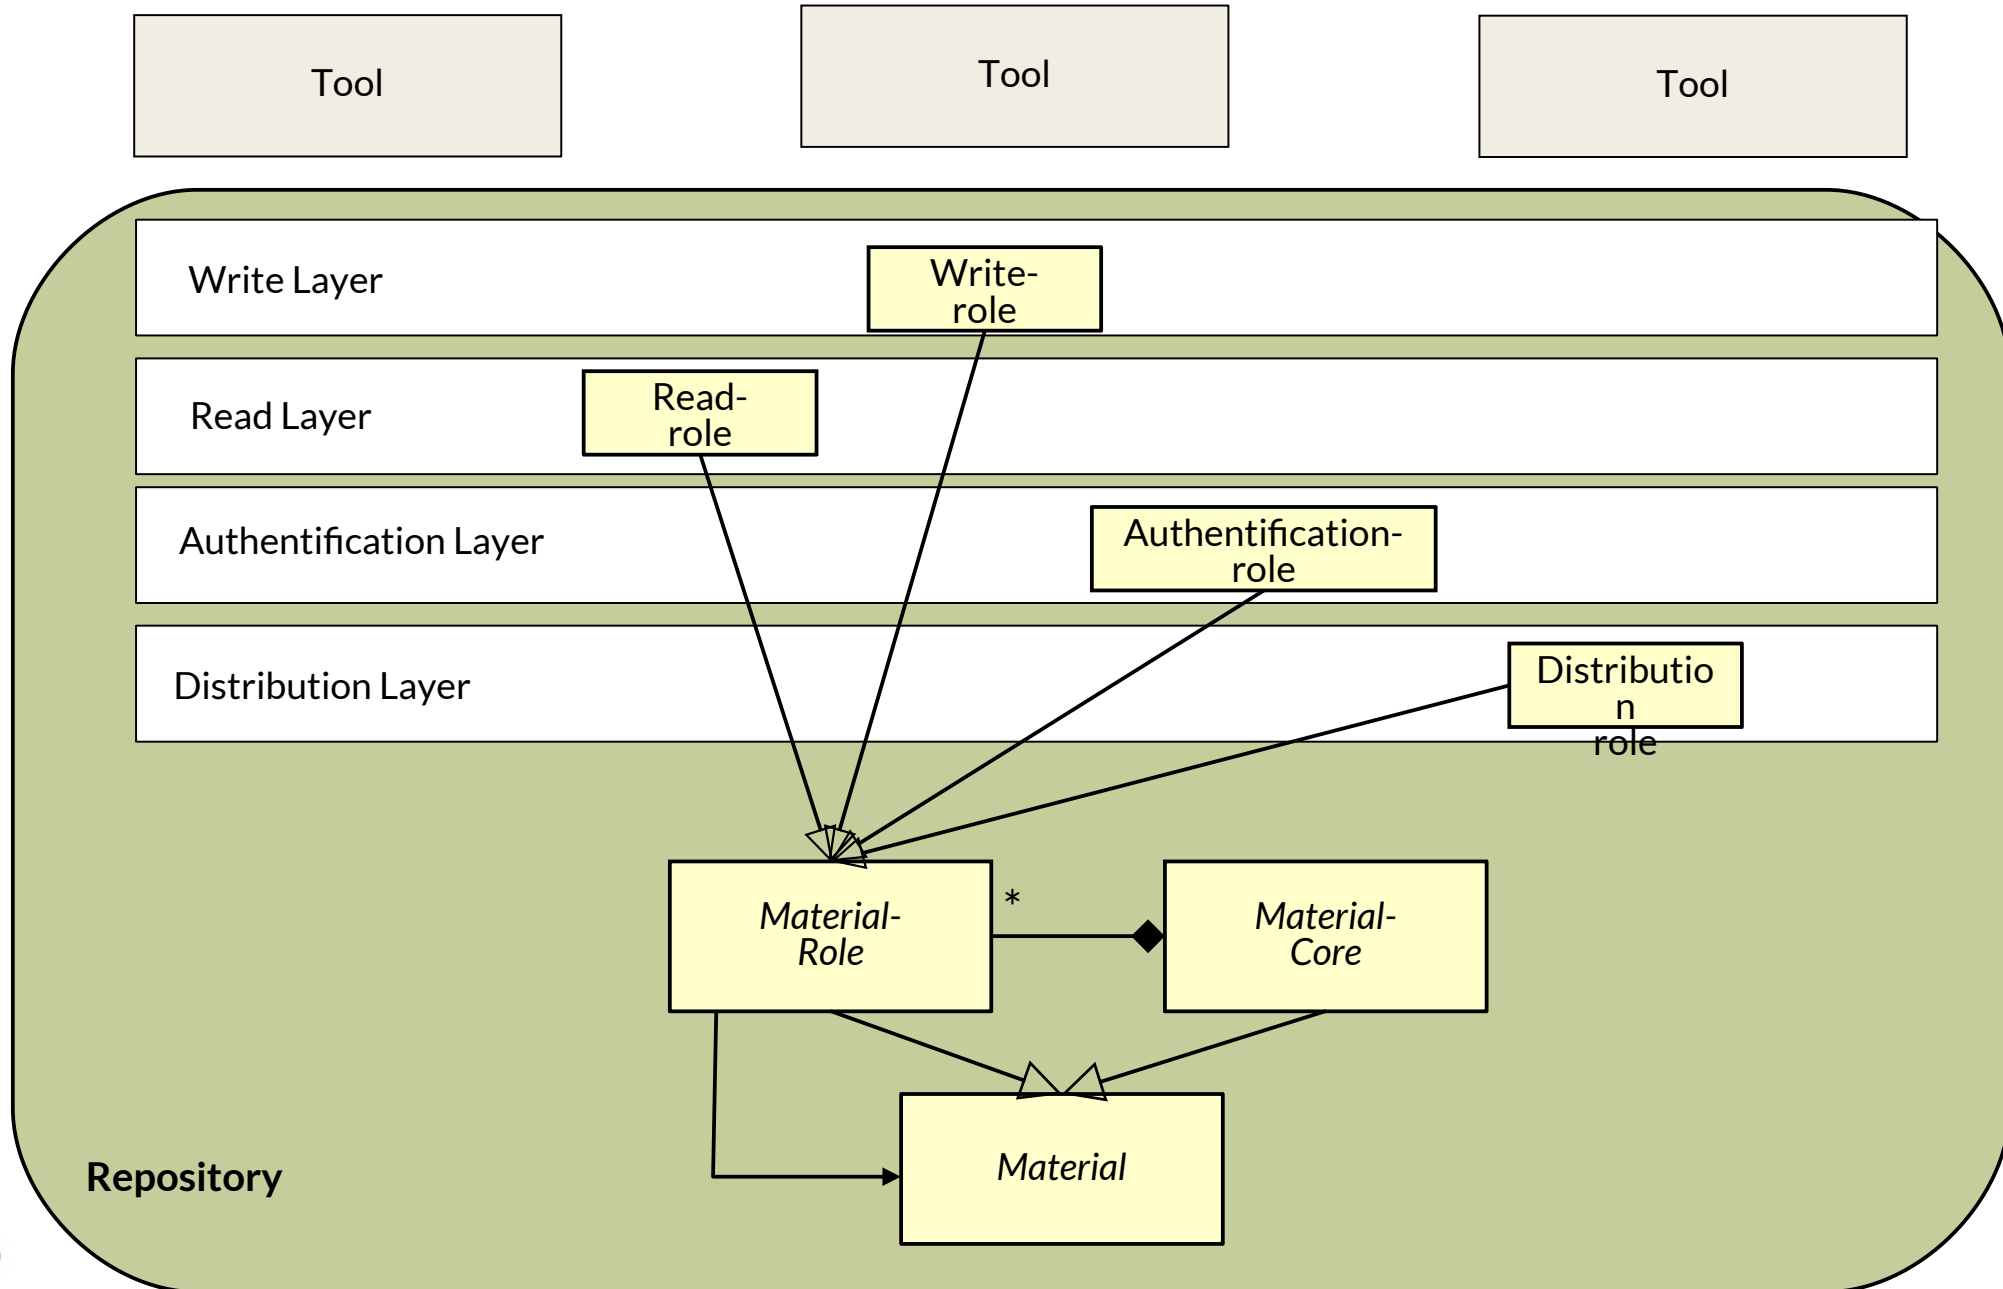 Tool
Tool
Tool
Write Layer
Write-
role
Read Layer
Read-
role
Authentification Layer
Authentification-
role
Distribution Layer
Distributio
n
role
Material-
Role
*
Material-
Core
Material
Repository